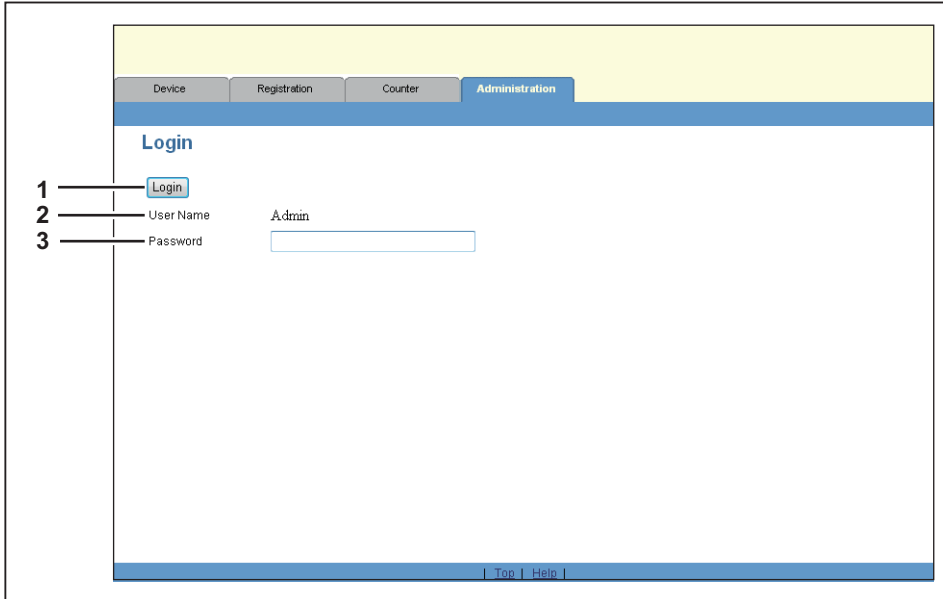 Device Registration Counter Administration
Login
1 Login
2 User Name Admin
3 Password
| Top | Help |